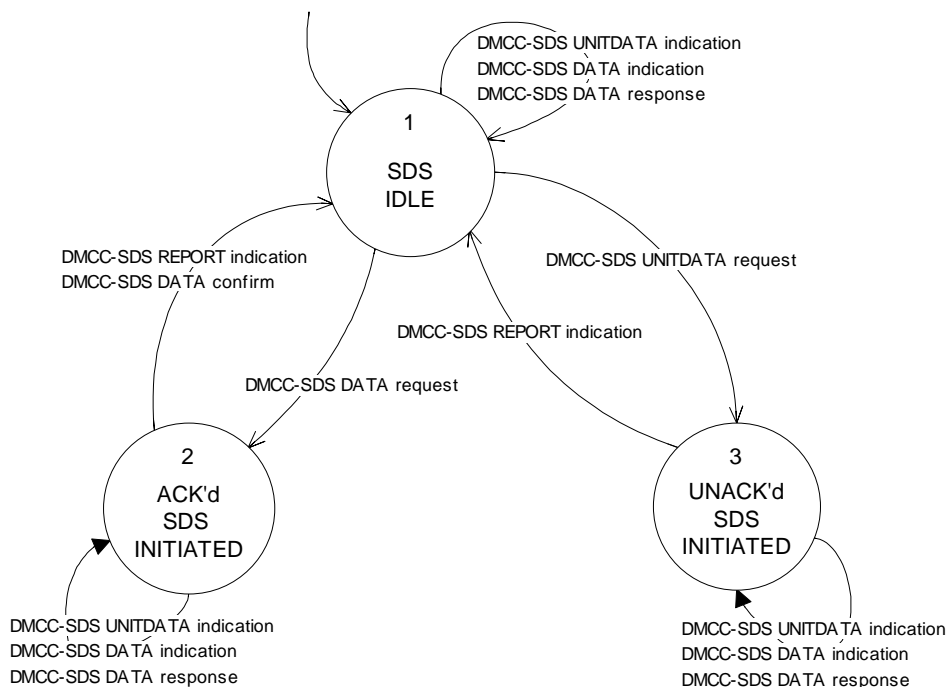 DMCC-SDS UNITDATA indication
DMCC-SDS DATA indication
DMCC-SDS DATA response
1
SDS
IDLE
DMCC-SDS REPORT indication
DMCC-SDS DATA confirm
DMCC-SDS UNITDATA request
DMCC-SDS REPORT indication
DMCC-SDS DATA request
2
ACK'd
SDS
INITIATED
3
UNACK'd
SDS
INITIATED
DMCC-SDS UNITDATA indication
DMCC-SDS DATA indication
DMCC-SDS DATA response
DMCC-SDS UNITDATA indication
DMCC-SDS DATA indication
DMCC-SDS DATA response